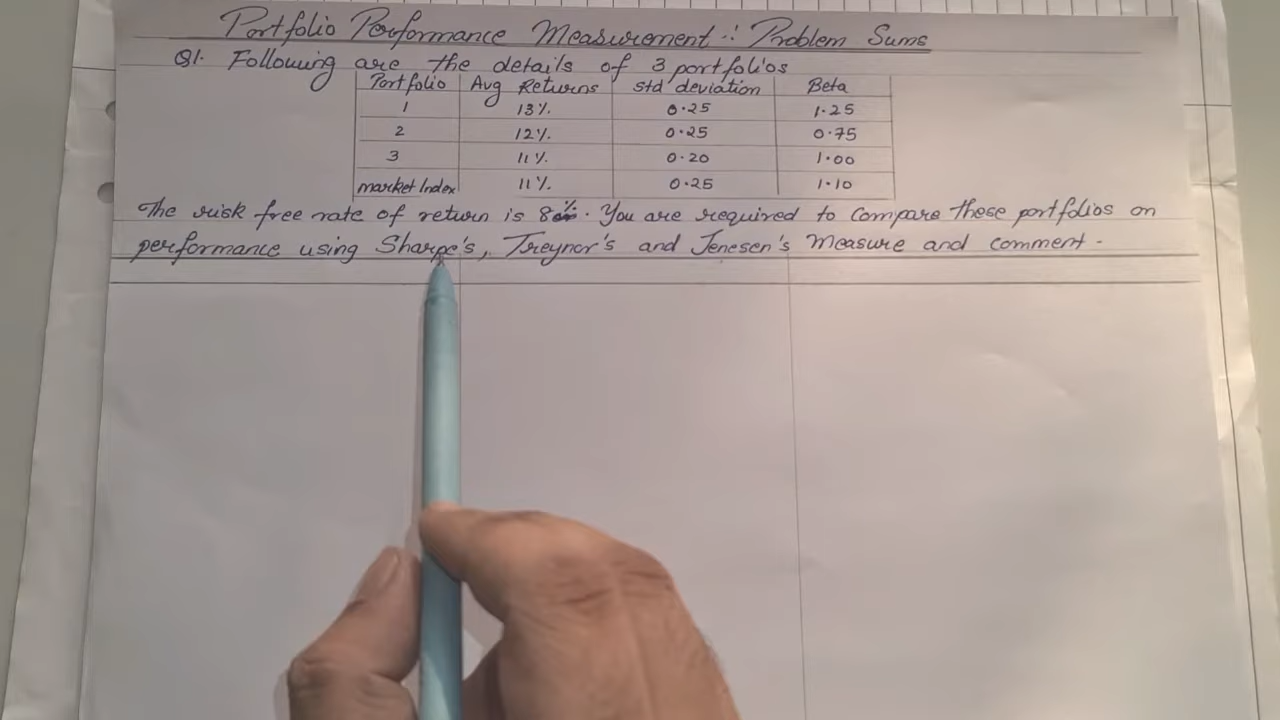 Portfolio Performance Measurement :- Problem Sums
Q1. Following are the details of 3 portfolios
Portfolio Avg Returns std deviation Beta
1 13% 0.25 1.25
2 12% 0.25 0.75
3 11% 0.20 1.00
market Index 11% 0.25 1.10
The risk free rate of return is 8%. You are required to compare these portfolios on
performance using Sharpe's, Treynor's and Jenesen's Measure and comment.